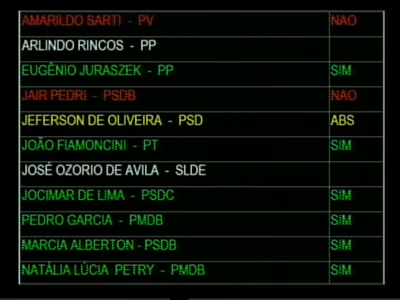 AMARILDO SARTI - PV NAO
ARLINDO RINCOS - PP
EUGÊNIO JURASZEK - PP SIM
JAIR PEDRI - PSDB NAO
JEFERSON DE OLIVEIRA - PSD ABS
JOÃO FIAMONCINI - PT SIM
JOSÉ OZORIO DE AVILA - SLDE
JOCIMAR DE LIMA - PSDC SIM
PEDRO GARCIA - PMDB SIM
MARCIA ALBERTON - PSDB SIM
NATÁLIA LÚCIA PETRY - PMDB SIM